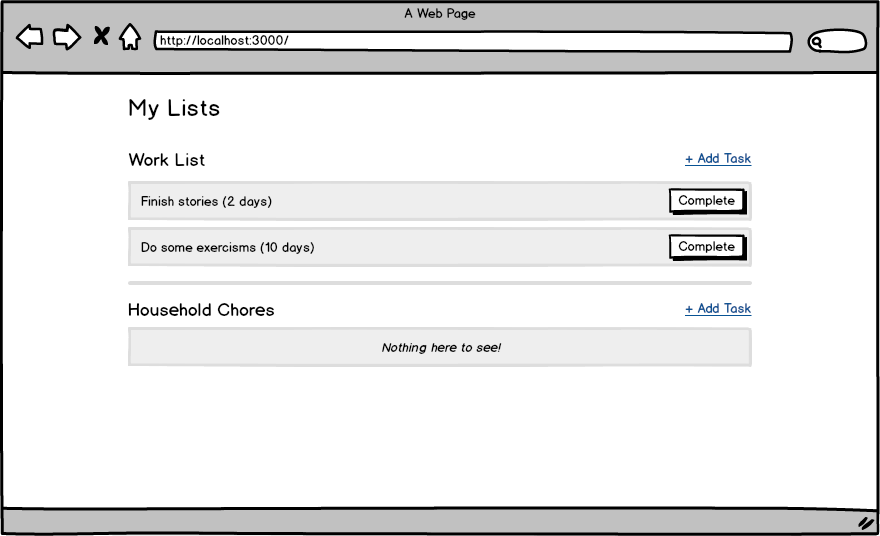 A Web Page
http://localhost:3000/
My Lists
Work List
+ Add Task
Finish stories (2 days)
Complete
Do some exercisms (10 days)
Complete
Household Chores
+ Add Task
Nothing here to see!